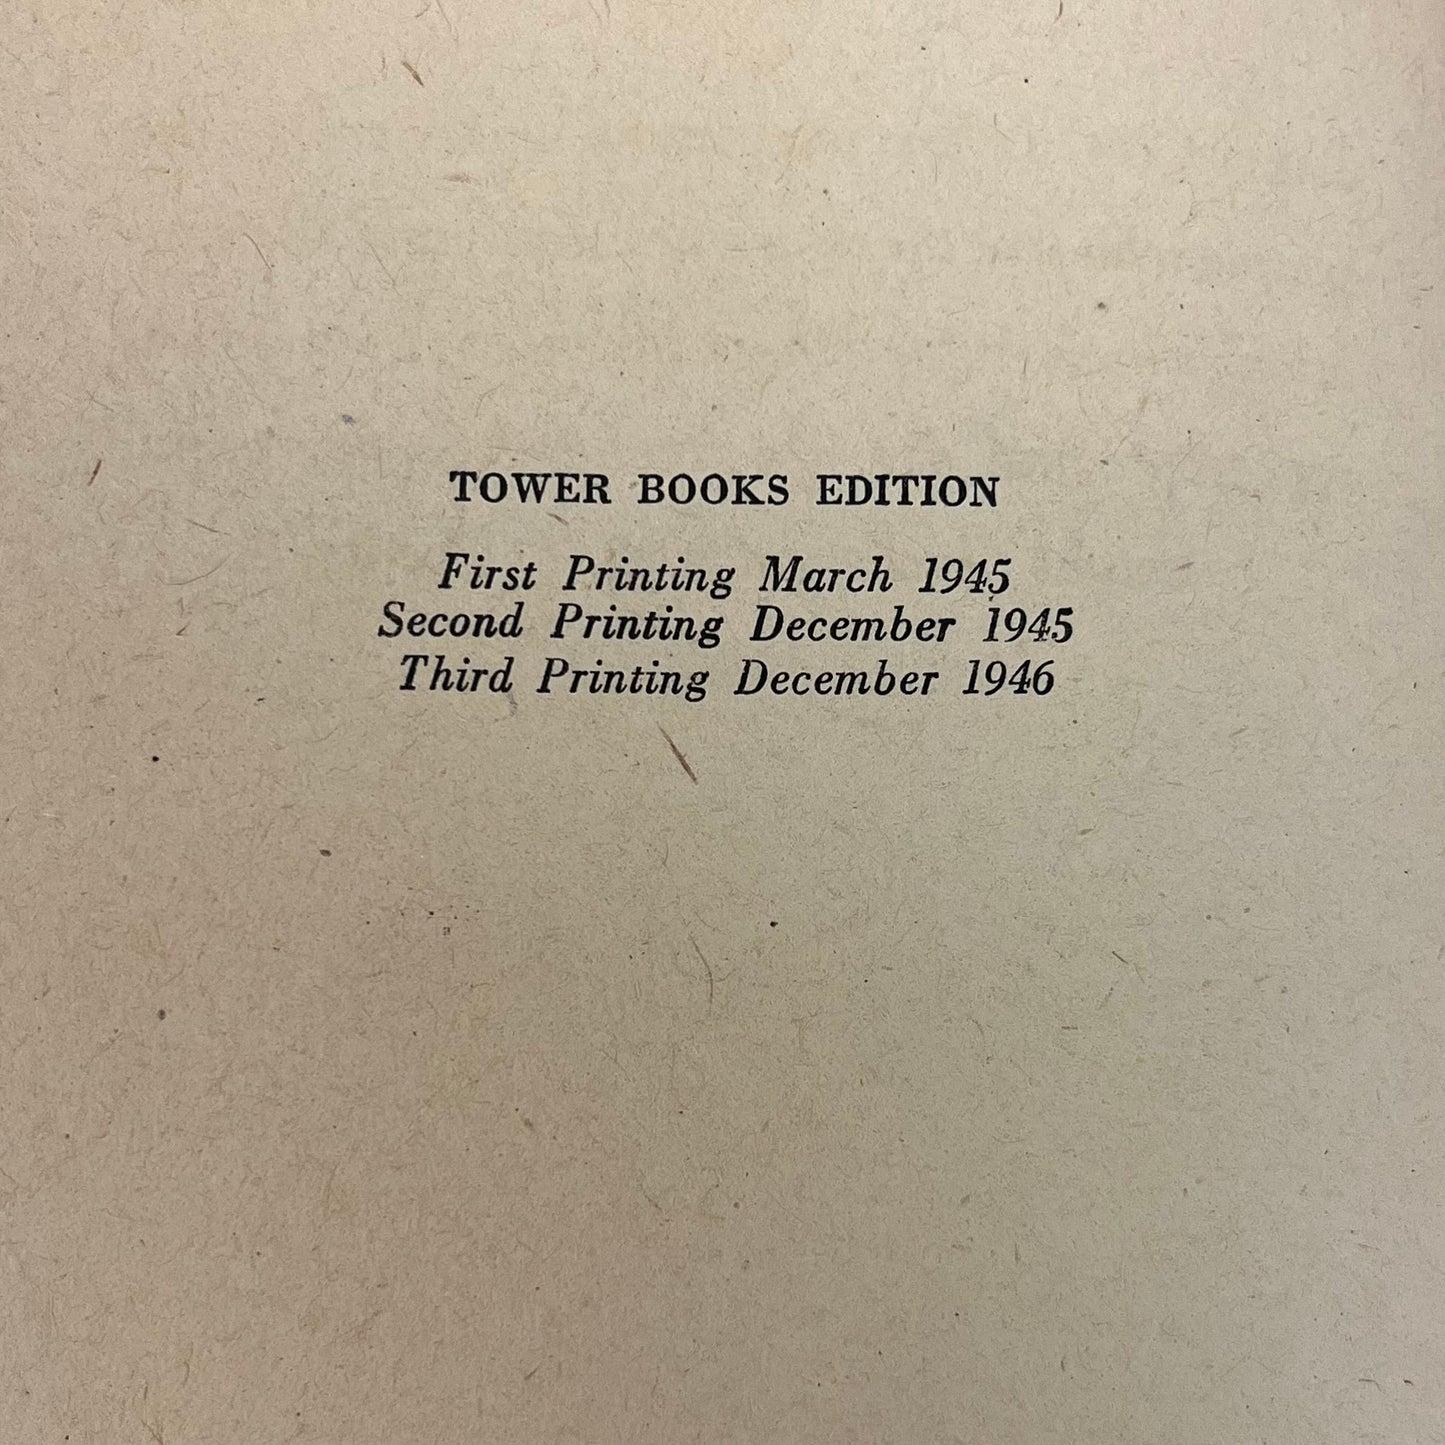 TOWER BOOKS EDITION
First Printing March 1945
Second Printing December 1945
Third Printing December 1946